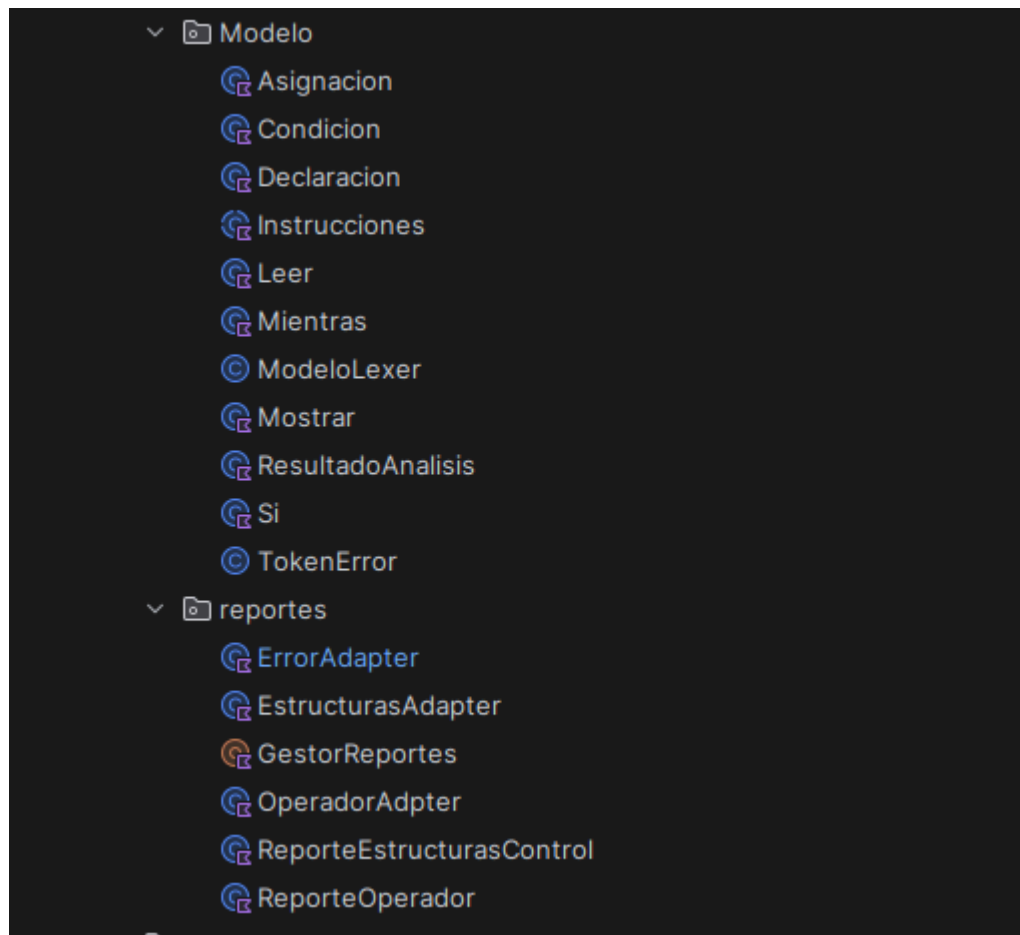 Modelo
Asignacion
Condicion
Declaracion
Instrucciones
Leer
Mientras
ModeloLexer
Mostrar
ResultadoAnalisis
Si
TokenError
reportes
ErrorAdapter
EstructurasAdapter
GestorReportes
OperadorAdpter
ReporteEstructurasControl
ReporteOperador